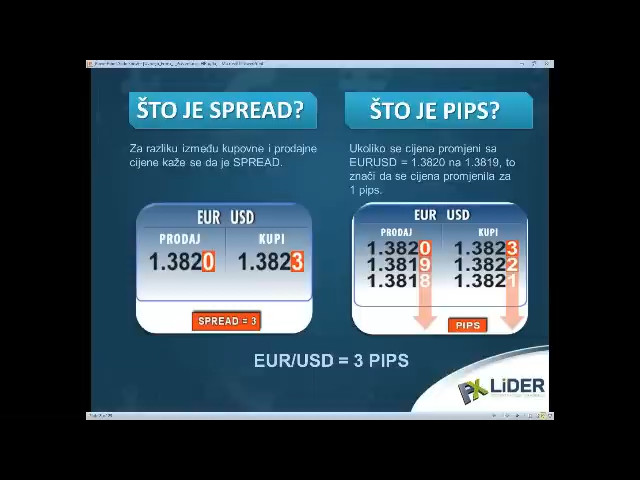 ŠTO JE SPREAD?
Za razliku između kupovne i prodajne
cijene kaže se da je SPREAD.
EUR USD
PRODAJ KUPI
1.3820 1.3823
SPREAD = 3
ŠTO JE PIPS?
Ukoliko se cijena promjeni sa
EURUSD = 1.3820 na 1.3819, to
znači da se cijena promjenila za
1 pips.
EUR USD
PRODAJ KUPI
1.3820 1.3823
1.3819 1.3822
1.3818 1.3821
PIPS
EUR/USD = 3 PIPS
FX LiDER